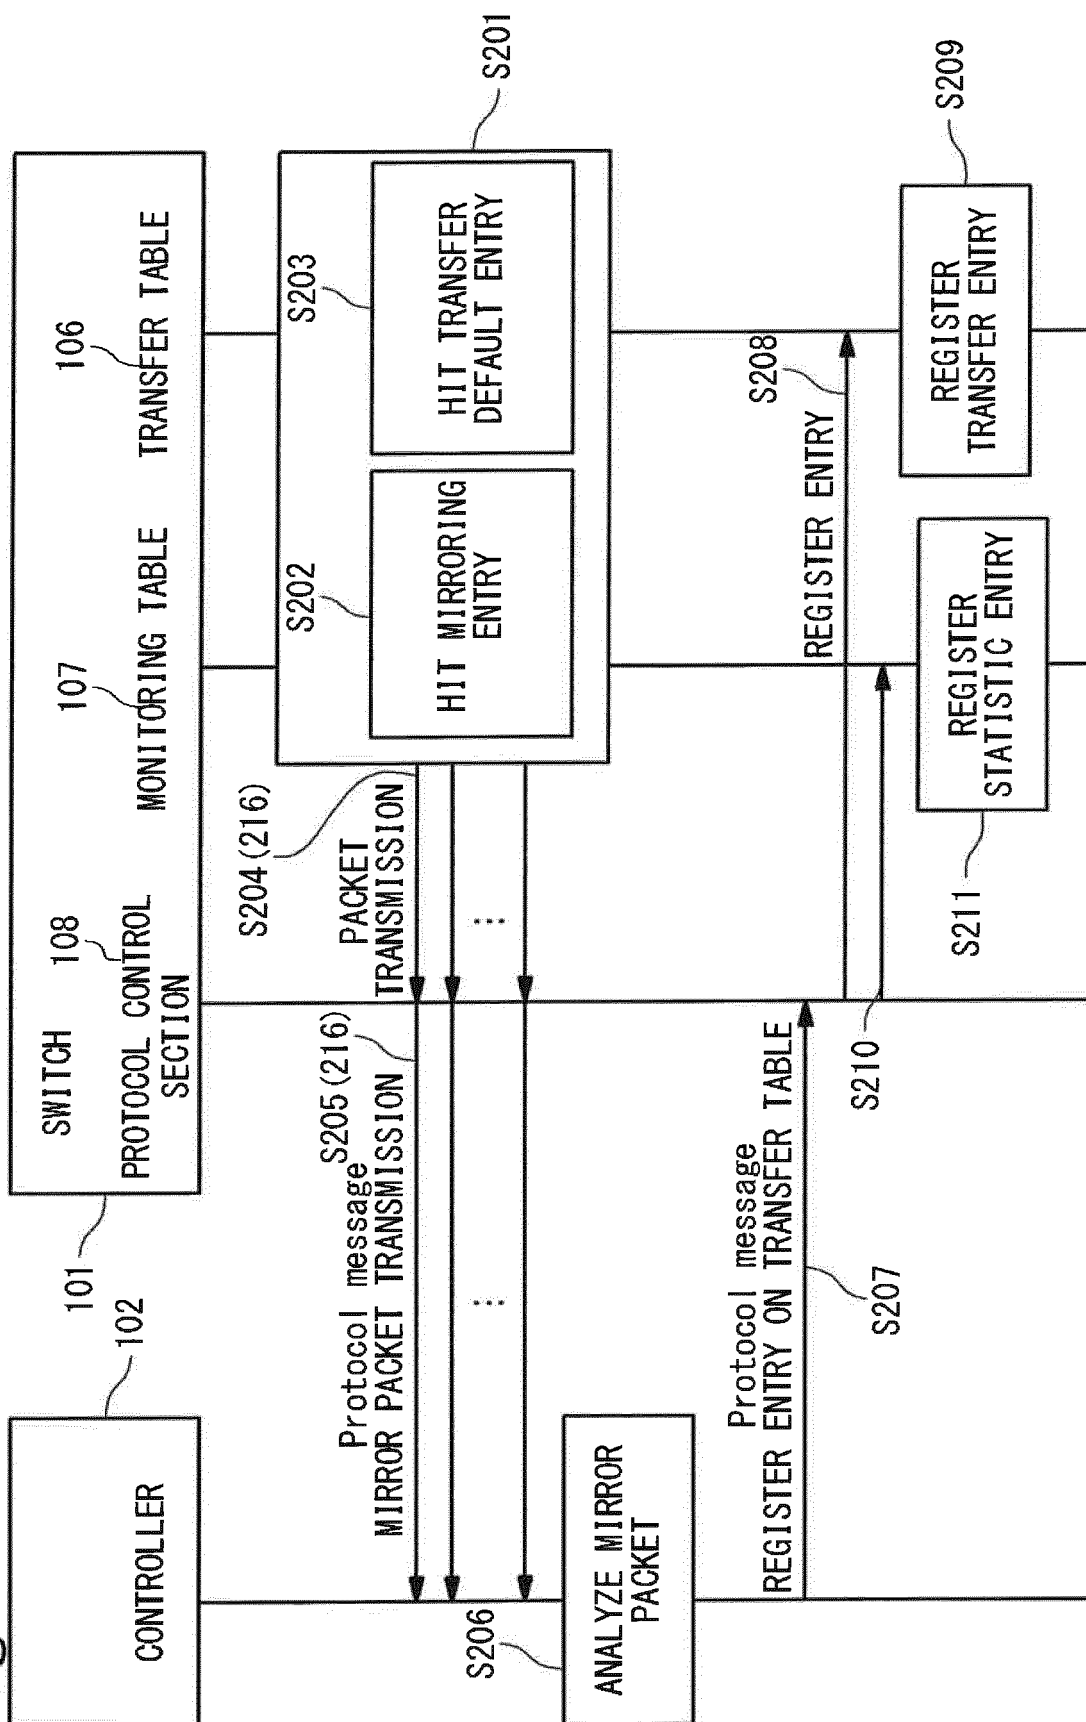 CONTROLLER
102
SWITCH
101
PROTOCOL CONTROL
SECTION
108
MONITORING TABLE
107
TRANSFER TABLE
106
S201
HIT MIRRORING
ENTRY
S202
HIT TRANSFER
DEFAULT ENTRY
S203
S204(216)
PACKET
TRANSMISSION
S205(216)
Protocol message
MIRROR PACKET TRANSMISSION
S206
ANALYZE MIRROR
PACKET
Protocol message
REGISTER ENTRY ON TRANSFER TABLE
S207
REGISTER ENTRY
S208
REGISTER
TRANSFER ENTRY
S209
S210
REGISTER
STATISTIC ENTRY
S211